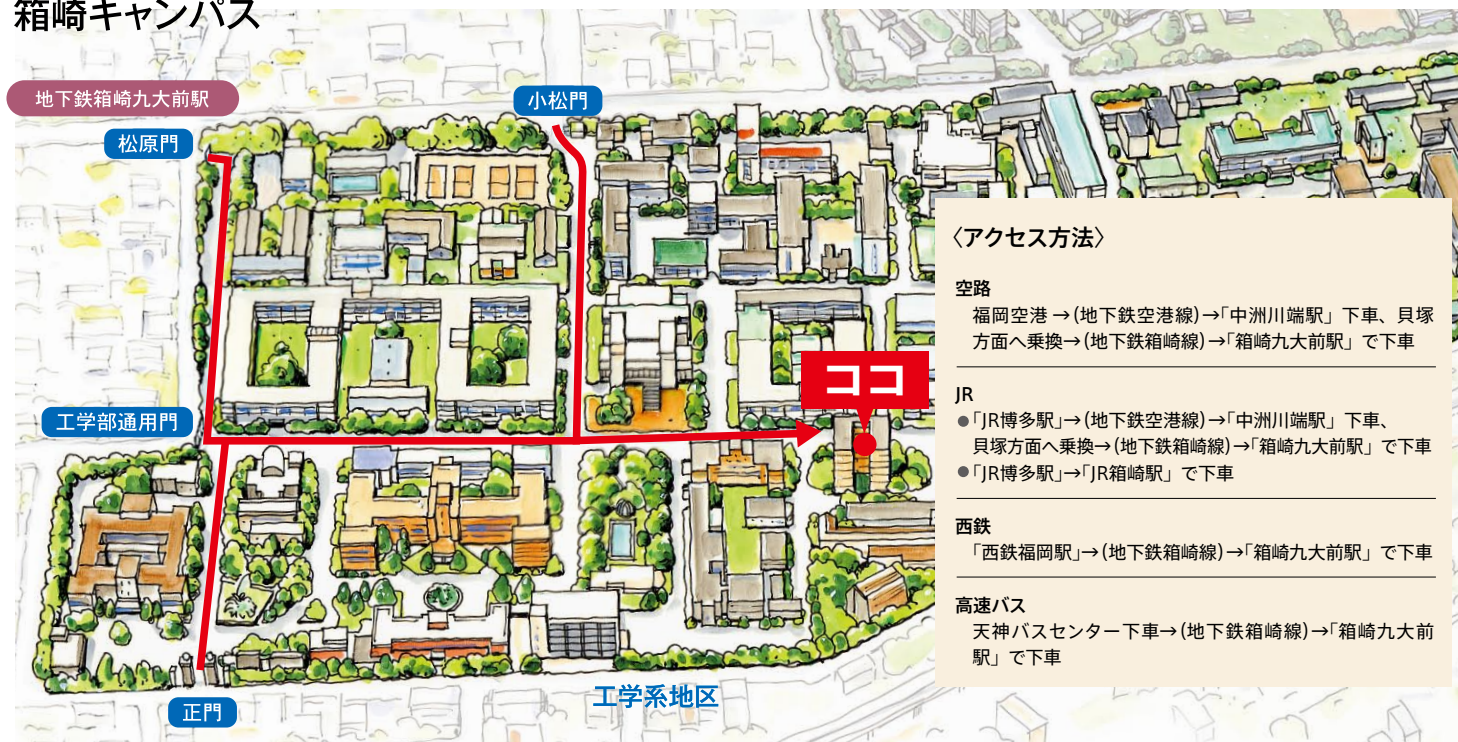 箱崎キャンパス
地下鉄箱崎九大前駅
小松門
松原門
工学部通用門
ココ
正門
工学系地区
〈アクセス方法〉
空路
福岡空港→(地下鉄空港線)→「中洲川端駅」下車、貝塚
方面へ乗換→(地下鉄箱崎線)→「箱崎九大前駅」で下車
JR
●「JR博多駅」→(地下鉄空港線)→「中洲川端駅」下車、
貝塚方面へ乗換→(地下鉄箱崎線)→「箱崎九大前駅」で下車
●「JR博多駅」→「JR箱崎駅」で下車
西鉄
「西鉄福岡駅」→(地下鉄箱崎線)→「箱崎九大前駅」で下車
高速バス
天神バスセンター下車→(地下鉄箱崎線)→「箱崎九大前
駅」で下車